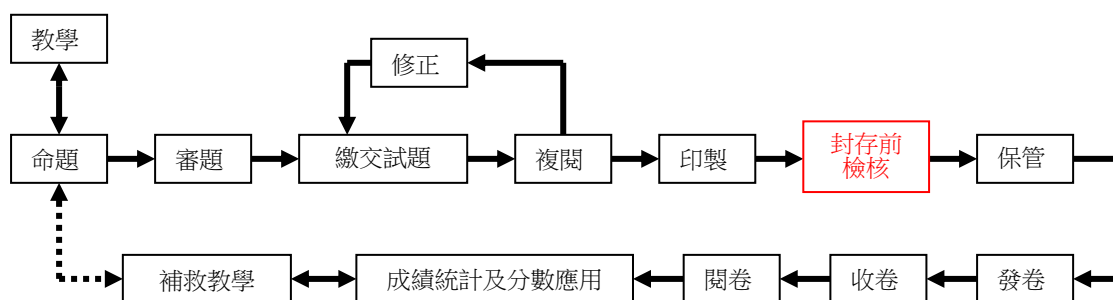 教學
修正
命題
審題
繳交試題
複閱
印製
封存前
檢核
保管
補救教學
成績統計及分數應用
閱卷
收卷
發卷